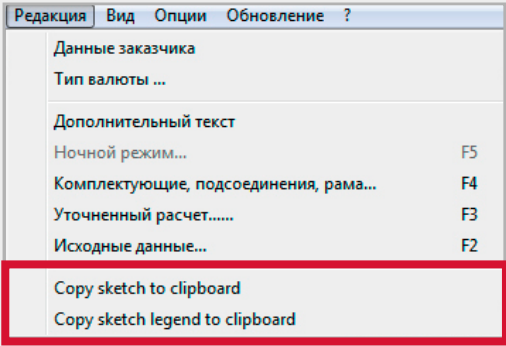 Редакция Вид Опции Обновление ?
Данные заказчика
Тип валюты ...
Дополнительный текст
Ночной режим... F5
Комплектующие, подсоединения, рама... F4
Уточненный расчет...... F3
Исходные данные... F2
Copy sketch to clipboard
Copy sketch legend to clipboard